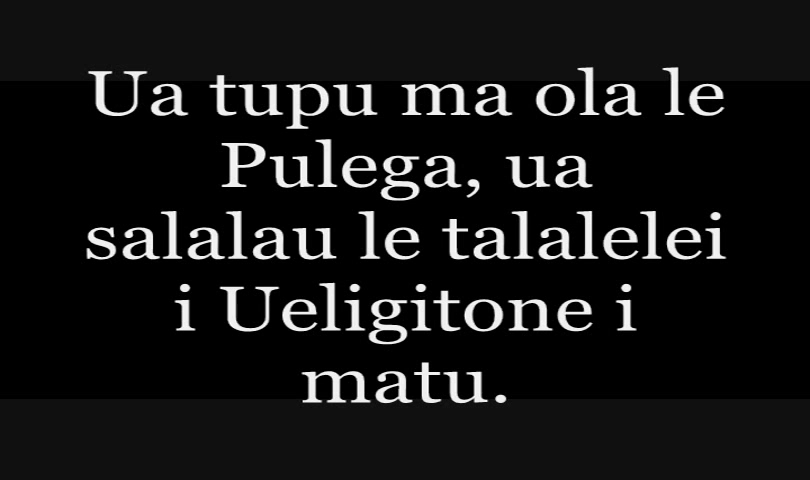 Ua tupu ma ola le
Pulega, ua
salalau le talalelei
i Ueligitone i
matu.